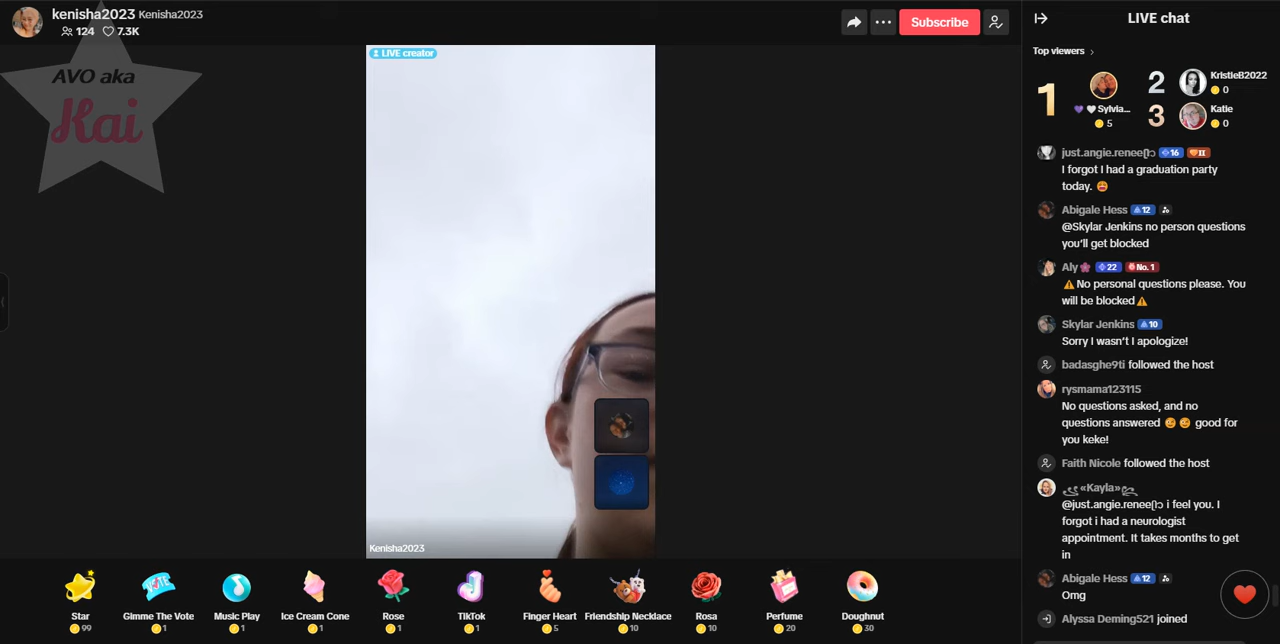 kenisha2023 Kenisha2023
124 7.3K
Subscribe
AVO aka
Kai
LIVE creator
Kenisha2023
Star
99
Gimme The Vote
1
Music Play
1
Ice Cream Cone
1
Rose
1
TikTok
1
Finger Heart
5
Friendship Necklace
10
Rosa
10
Perfume
20
Doughnut
30
LIVE chat
Top viewers
1
💜🤍Sylvia...
5
2
KristieB2022
0
3
Katie
0
just.angie.renee 16 II
I forgot I had a graduation party
today. 😩
Abigale Hess 12
@Skylar Jenkins no person questions
you'll get blocked
Aly🌸 22 No. 1
⚠️No personal questions please. You
will be blocked⚠️
Skylar Jenkins 10
Sorry I wasn't I apologize!
badasghe9ti followed the host
rysmama123115
No questions asked, and no
questions answered 🥴 🥴 good for
you keke!
Faith Nicole followed the host
«Kayla»
@just.angie.renee i feel you. I
forgot i had a neurologist
appointment. It takes months to get
in
Abigale Hess 12
Omg
Alyssa Deming521 joined